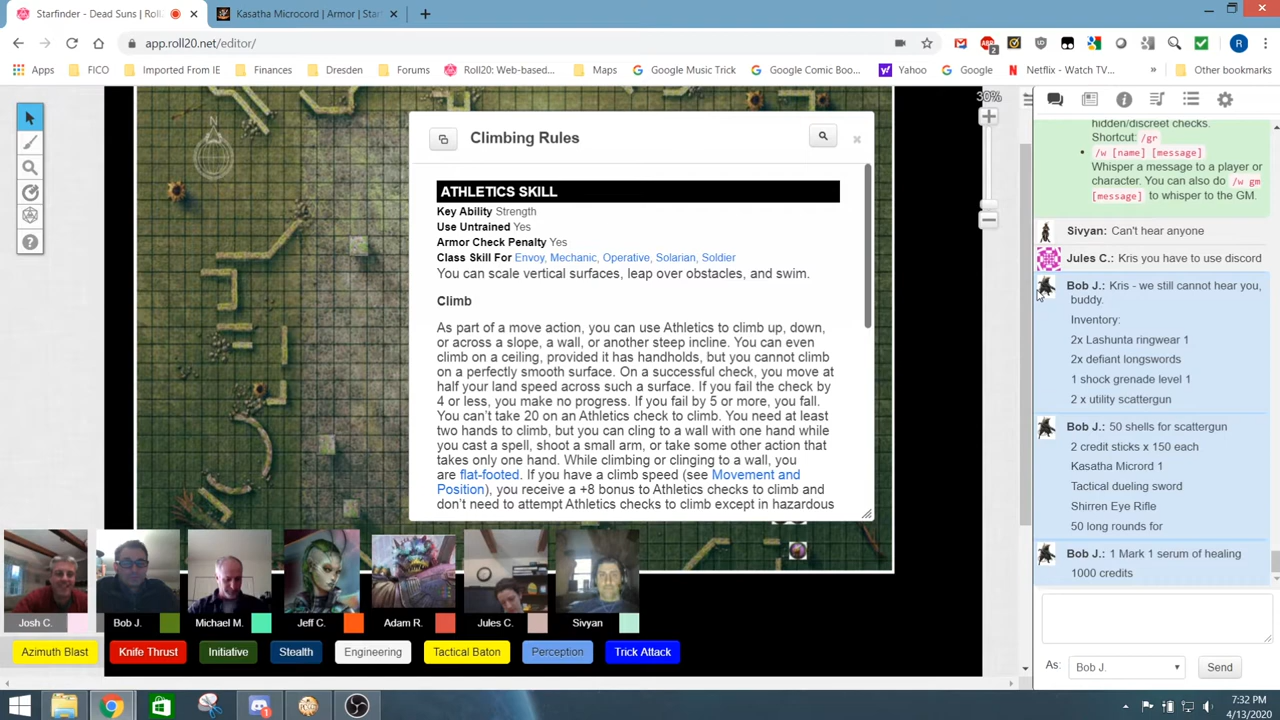 Starfinder - Dead Suns | Roll
Kasatha Microcord | Armor | Star
app.roll20.net/editor/
2
R
Apps
FICO
Imported From IE
Finances
Dresden
Forums
Roll20: Web-based...
Maps
Google Music Trick
Google Comic Boo...
Yahoo
Google
Netflix - Watch TV...
»
Other bookmarks
30%
Climbing Rules
ATHLETICS SKILL
Key Ability Strength
Use Untrained Yes
Armor Check Penalty Yes
Class Skill For Envoy, Mechanic, Operative, Solarian, Soldier
You can scale vertical surfaces, leap over obstacles, and swim.
Climb
As part of a move action, you can use Athletics to climb up, down,
or across a slope, a wall, or another steep incline. You can even
climb on a ceiling, provided it has handholds, but you cannot climb
on a perfectly smooth surface. On a successful check, you move at
half your land speed across such a surface. If you fail the check by
4 or less, you make no progress. If you fail by 5 or more, you fall.
You can't take 20 on an Athletics check to climb. You need at least
two hands to climb, but you can cling to a wall with one hand while
you cast a spell, shoot a small arm, or take some other action that
takes only one hand. While climbing or clinging to a wall, you
are flat-footed. If you have a climb speed (see Movement and
Position), you receive a +8 bonus to Athletics checks to climb and
don't need to attempt Athletics checks to climb except in hazardous
hidden/discreet checks.
Shortcut: /gr
• /w [name] [message]
Whisper a message to a player or
character. You can also do /w gm
[message] to whisper to the GM.
Sivyan: Can't hear anyone
Jules C.: Kris you have to use discord
Bob J.: Kris - we still cannot hear you,
buddy.
Inventory:
2x Lashunta ringwear 1
2x defiant longswords
1 shock grenade level 1
2 x utility scattergun
Bob J.: 50 shells for scattergun
2 credit sticks x 150 each
Kasatha Micrord 1
Tactical dueling sword
Shirren Eye Rifle
50 long rounds for
Bob J.: 1 Mark 1 serum of healing
1000 credits
As:
Bob J.
Send
Josh C.
Bob J.
Michael M.
Jeff C.
Adam R.
Jules C.
Sivyan
Azimuth Blast
Knife Thrust
Initiative
Stealth
Engineering
Tactical Baton
Perception
Trick Attack
7:32 PM
4/13/2020